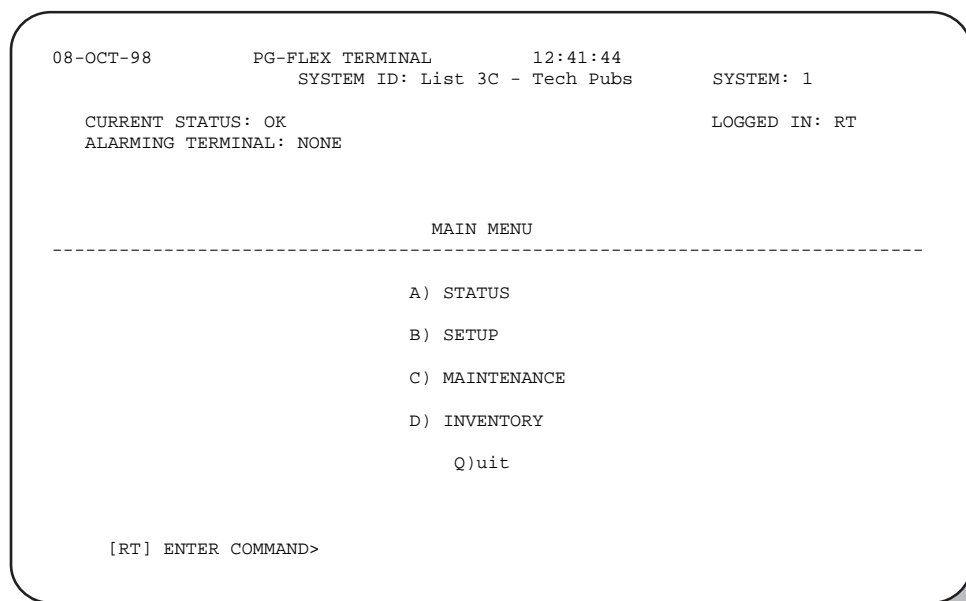 08-OCT-98 PG-FLEX TERMINAL 12:41:44
SYSTEM ID: List 3C - Tech Pubs SYSTEM: 1
CURRENT STATUS: OK LOGGED IN: RT
ALARMING TERMINAL: NONE
MAIN MENU
------------------------------------------------------------------------------
A) STATUS
B) SETUP
C) MAINTENANCE
D) INVENTORY
Q)uit
[RT] ENTER COMMAND>